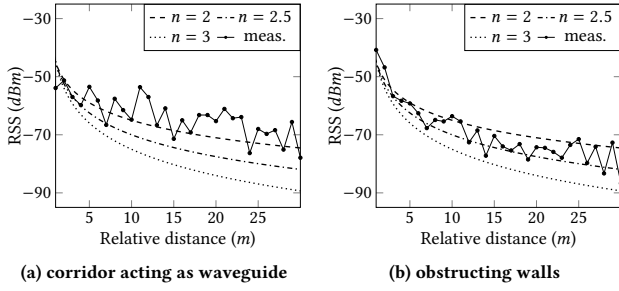 −30
−50
−70
−90
RSS (dBm)
n = 2
n = 2.5
n = 3
meas.
5 10 15 20 25
Relative distance (m)
(a) corridor acting as waveguide
−30
−50
−70
−90
RSS (dBm)
n = 2
n = 2.5
n = 3
meas.
5 10 15 20 25
Relative distance (m)
(b) obstructing walls